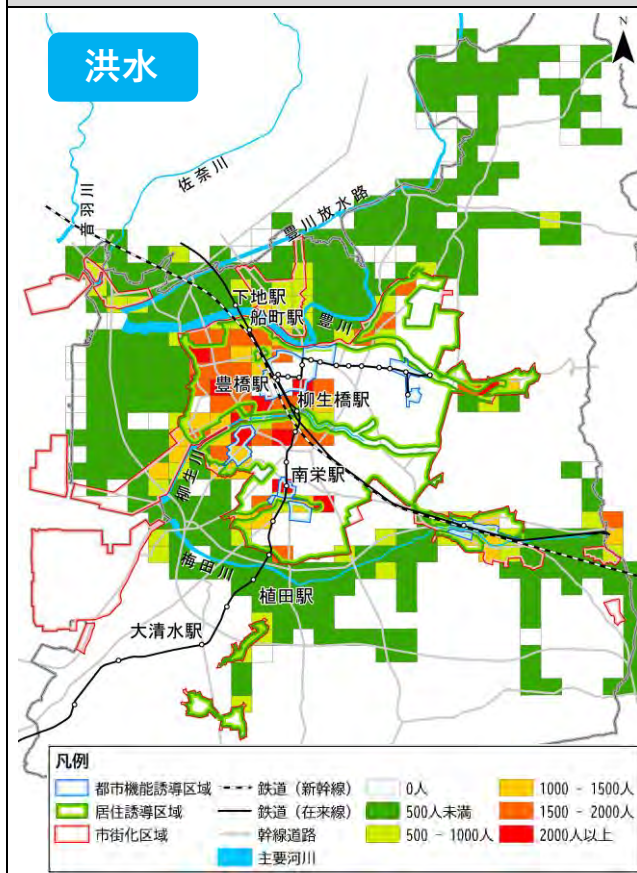 洪水
N
佐奈川
音羽川
豊川放水路
下地駅
船町駅
豊川
豊橋駅
柳生橋駅
南栄駅
柳生川
梅田川
植田駅
大清水駅
凡例
都市機能誘導区域 鉄道（新幹線） 0人 1000 - 1500人
居住誘導区域 鉄道（在来線） 500人未満 1500 - 2000人
市街化区域 幹線道路 500 - 1000人 2000人以上
主要河川